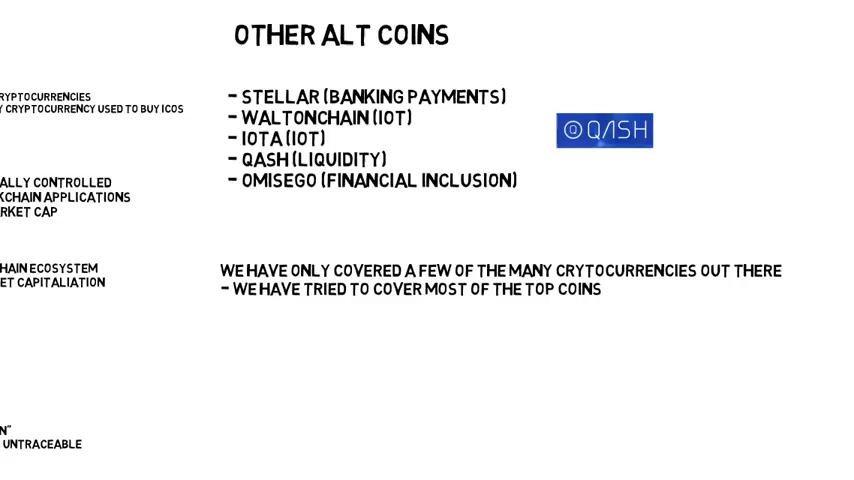 OTHER ALT COINS
RYPTOCURRENCIES
Y CRYPTOCURRENCY USED TO BUY ICOS
ALLY CONTROLLED
KCHAIN APPLICATIONS
RKET CAP
HAIN ECOSYSTEM
ET CAPITALIATION
N"
UNTRACEABLE
- STELLAR (BANKING PAYMENTS)
- WALTONCHAIN (IOT)
- IOTA (IOT)
- QASH (LIQUIDITY)
- OMISEGO (FINANCIAL INCLUSION)
QASH
WE HAVE ONLY COVERED A FEW OF THE MANY CRYTOCURRENCIES OUT THERE
- WE HAVE TRIED TO COVER MOST OF THE TOP COINS